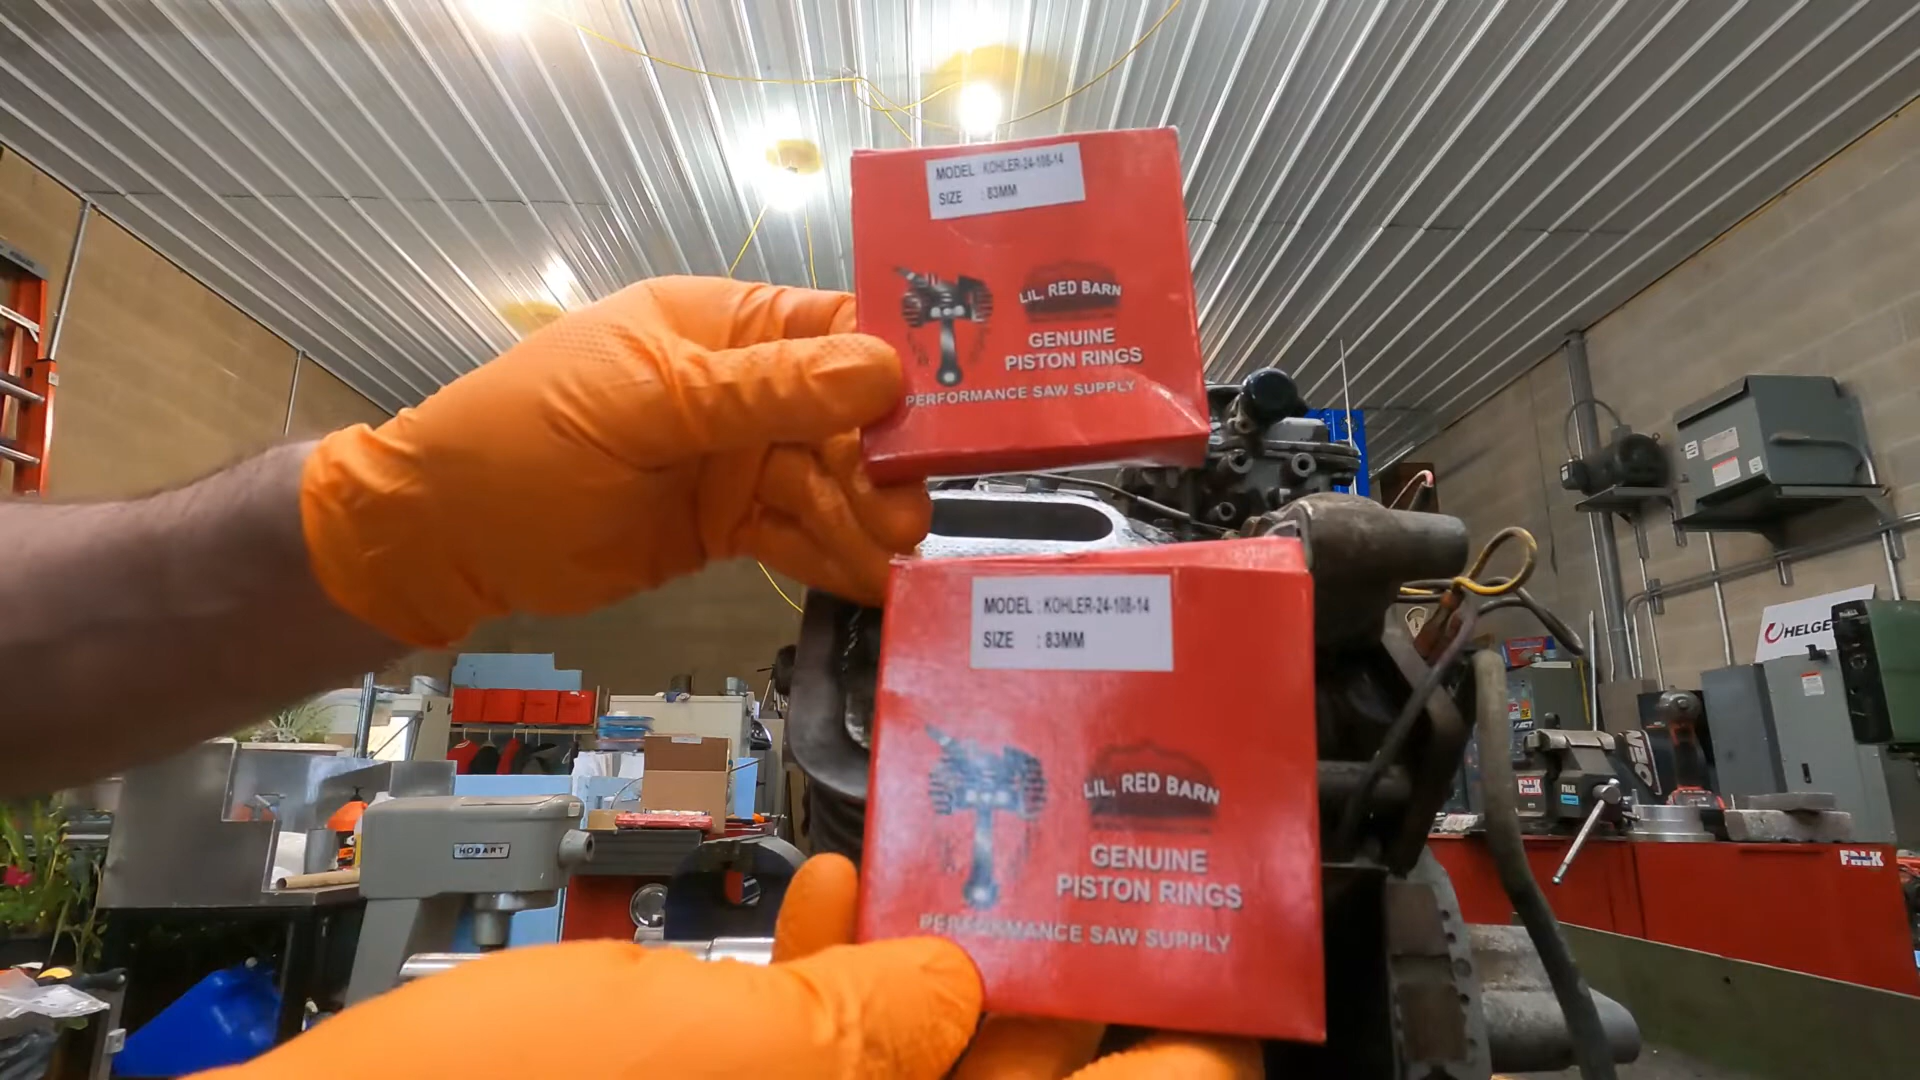 MODEL : KOHLER-24-108-14
SIZE : 83MM
LIL, RED BARN
GENUINE
PISTON RINGS
PERFORMANCE SAW SUPPLY
MODEL : KOHLER-24-108-14
SIZE : 83MM
LIL, RED BARN
GENUINE
PISTON RINGS
PERFORMANCE SAW SUPPLY
HELGE
HOBART
FALK
FALK